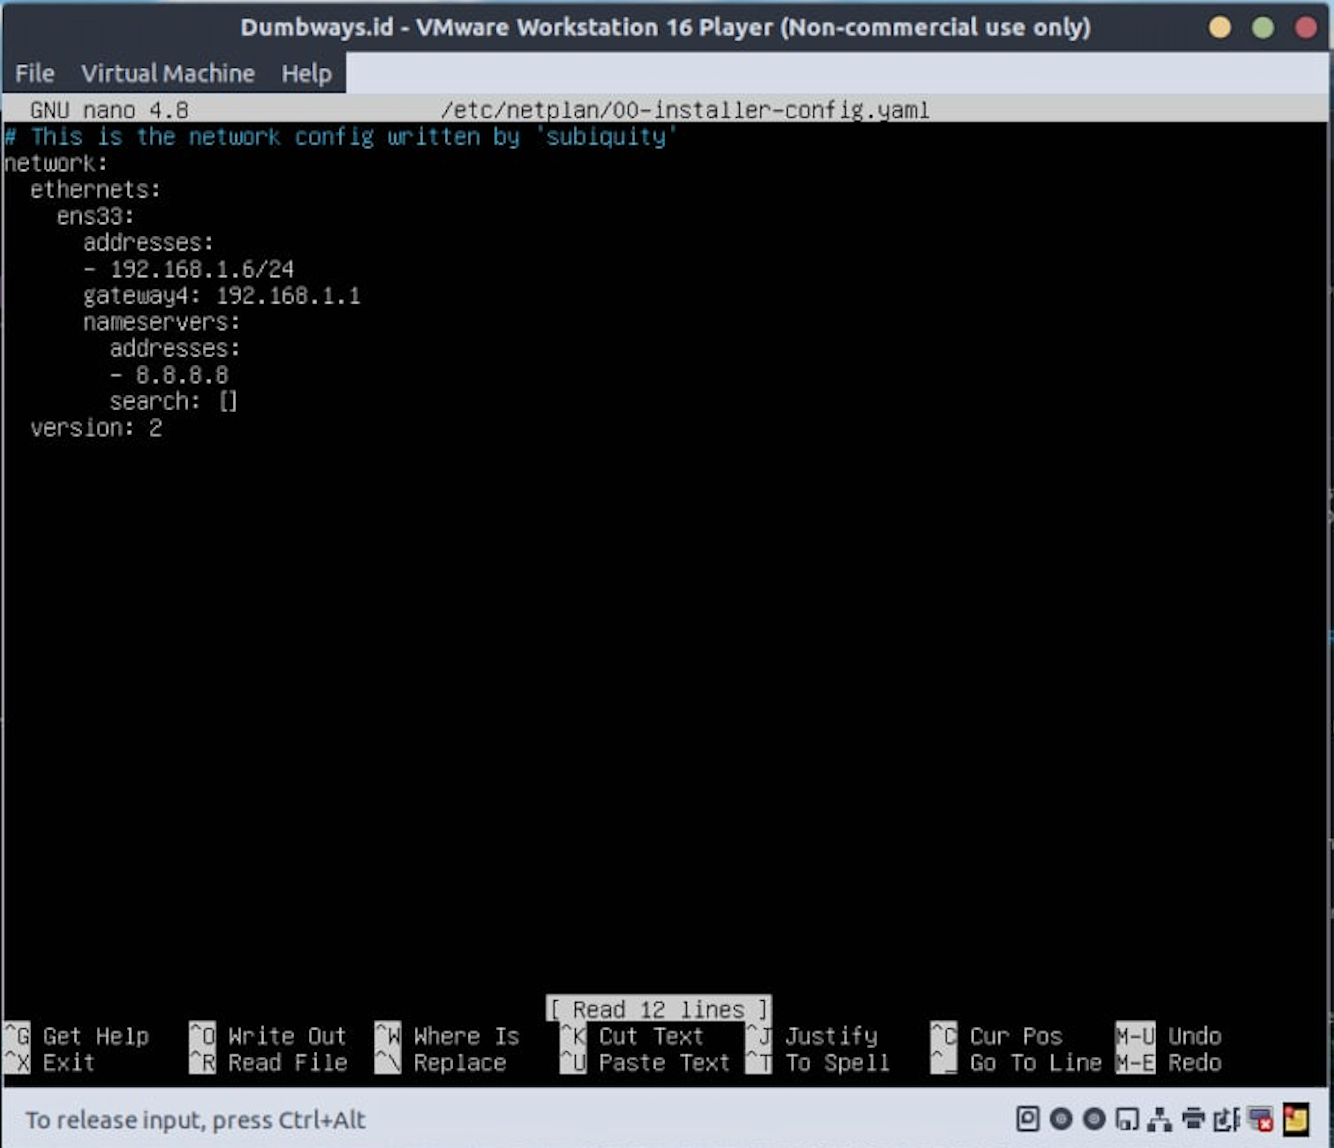 Dumbways.id - VMware Workstation 16 Player (Non-commercial use only)
File Virtual Machine Help
GNU nano 4.8 /etc/netplan/00-installer-config.yaml
# This is the network config written by 'subiquity'
network:
  ethernets:
    ens33:
      addresses:
      - 192.168.1.6/24
      gateway4: 192.168.1.1
      nameservers:
        addresses:
        - 8.8.8.8
        search: []
  version: 2
[ Read 12 lines ]
^G Get Help ^O Write Out ^W Where Is ^K Cut Text ^J Justify ^C Cur Pos M-U Undo
^X Exit ^R Read File ^\ Replace ^U Paste Text ^T To Spell ^_ Go To Line M-E Redo
To release input, press Ctrl+Alt